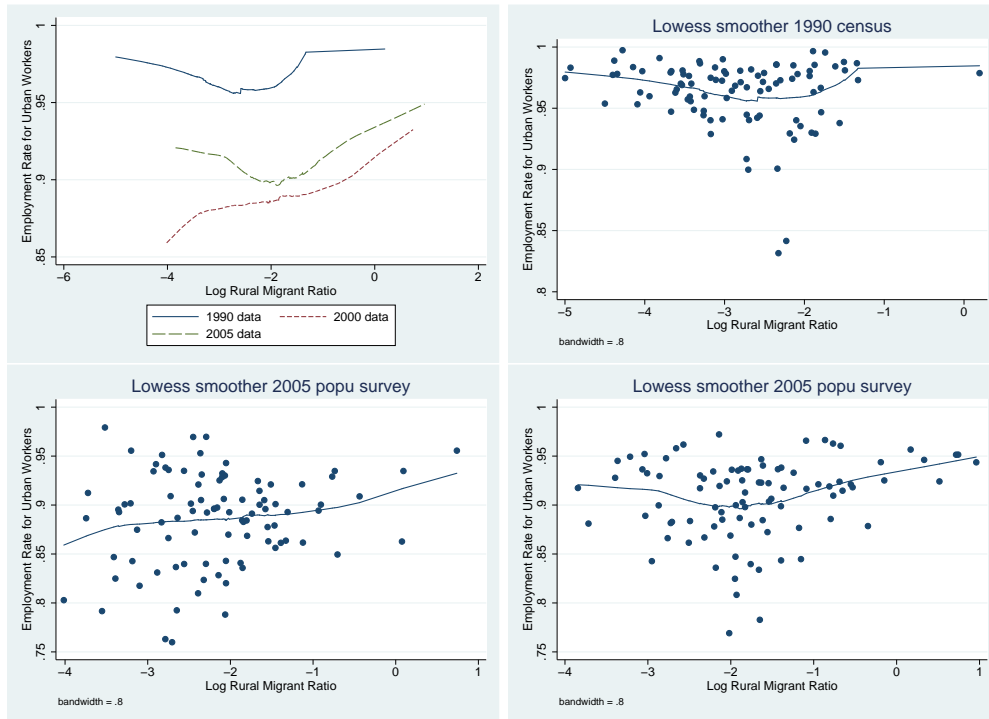 Employment Rate for Urban Workers
1
.95
.9
.85
−6 −4 −2 0 2
Log Rural Migrant Ratio
1990 data 2000 data
2005 data
Lowess smoother 1990 census
Employment Rate for Urban Workers
1
.95
.9
.85
.8
−5 −4 −3 −2 −1 0
Log Rural Migrant Ratio
bandwidth = .8
Lowess smoother 2005 popu survey
Employment Rate for Urban Workers
1
.95
.9
.85
.8
.75
−4 −3 −2 −1 0 1
Log Rural Migrant Ratio
bandwidth = .8
Lowess smoother 2005 popu survey
Employment Rate for Urban Workers
1
.95
.9
.85
.8
.75
−4 −3 −2 −1 0 1
Log Rural Migrant Ratio
bandwidth = .8